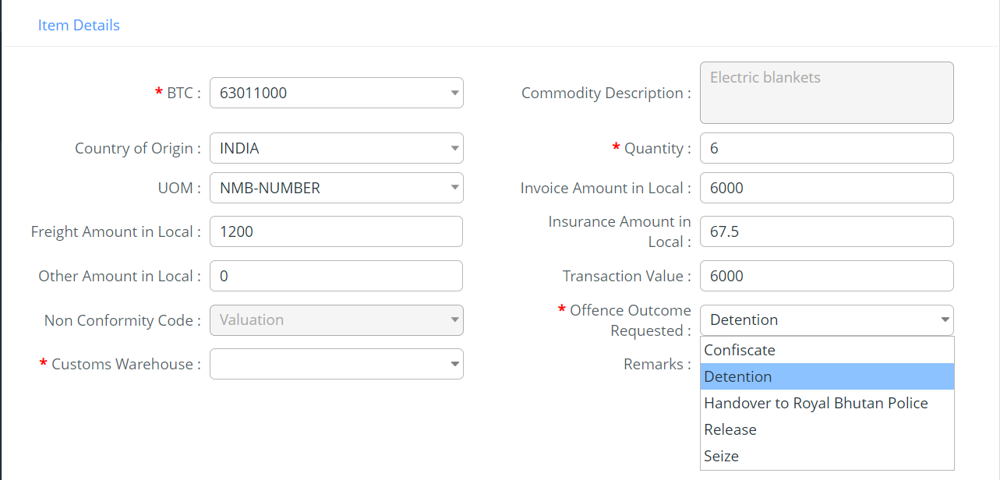 Item Details
* BTC : 63011000
Commodity Description : Electric blankets
Country of Origin : INDIA
* Quantity : 6
UOM : NMB-NUMBER
Invoice Amount in Local : 6000
Freight Amount in Local : 1200
Insurance Amount in
Local : 67.5
Other Amount in Local : 0
Transaction Value : 6000
Non Conformity Code : Valuation
* Offence Outcome
Requested : Detention
* Customs Warehouse :
Remarks :
Confiscate
Detention
Handover to Royal Bhutan Police
Release
Seize